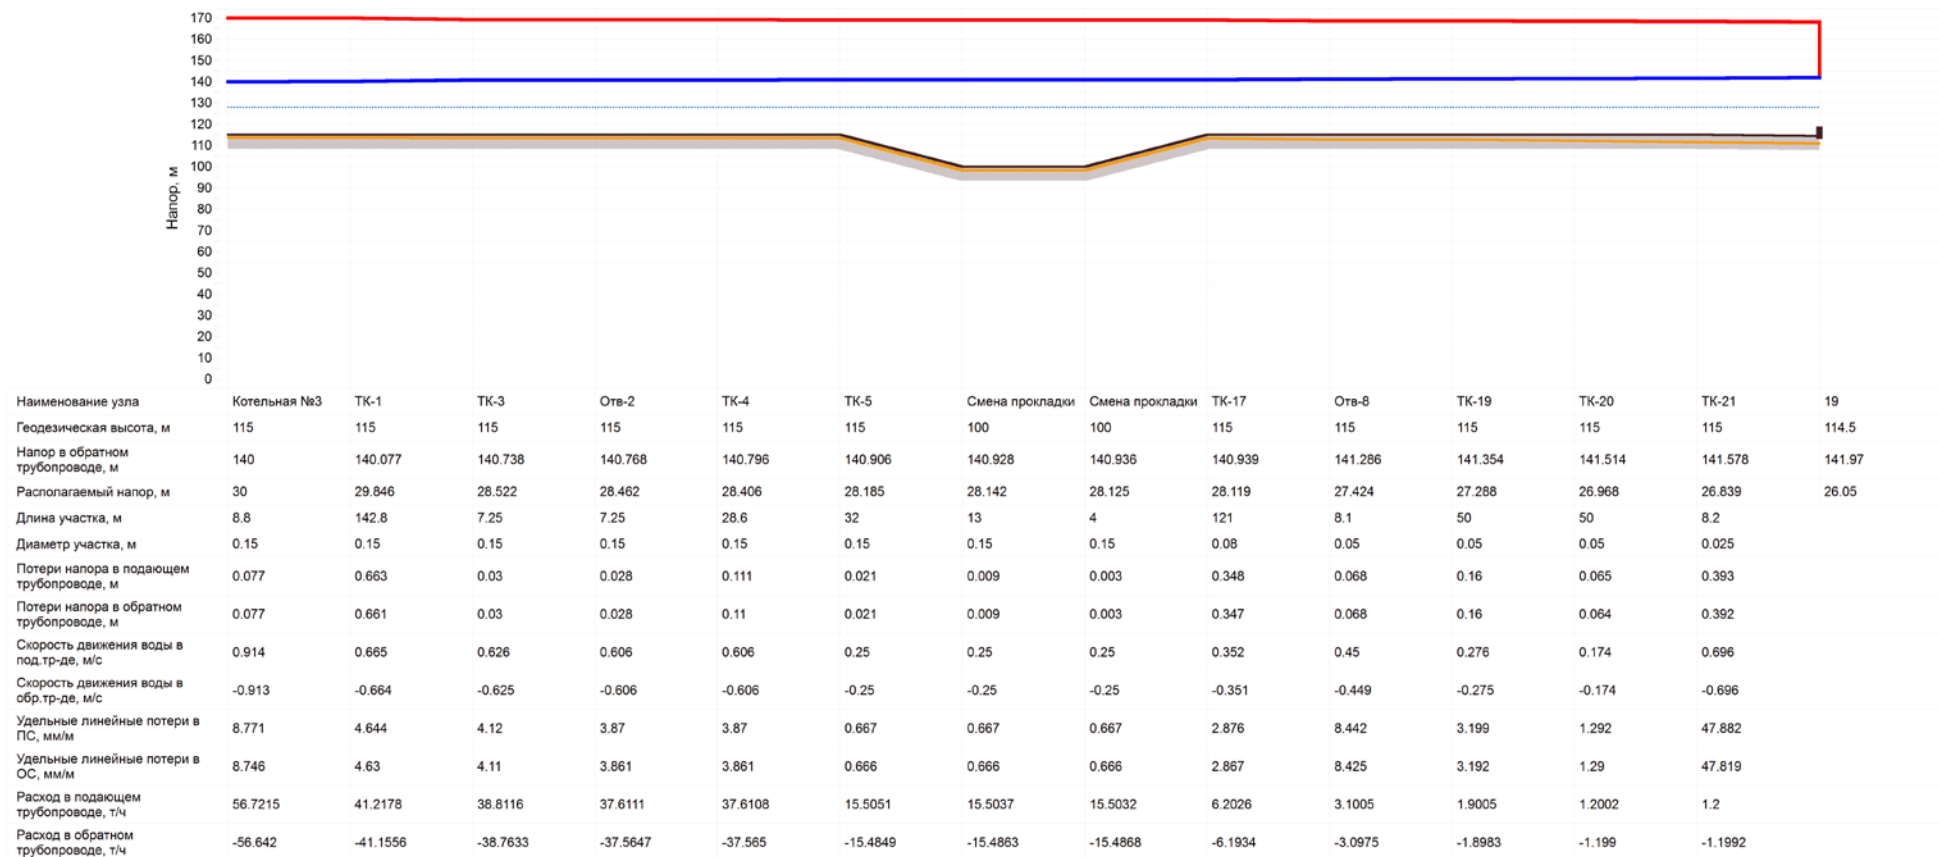 170
160
150
140
130
120
110
100
90
80
70
60
50
40
30
20
10
0
Напор, м
Наименование узла Котельная №3 ТК-1 ТК-3 Отв-2 ТК-4 ТК-5 Смена прокладки Смена прокладки ТК-17 Отв-8 ТК-19 ТК-20 ТК-21 19
Геодезическая высота, м 115 115 115 115 115 115 100 100 115 115 115 115 115 114.5
Напор в обратном
трубопроводе, м 140 140.077 140.738 140.768 140.796 140.906 140.928 140.936 140.939 141.286 141.354 141.514 141.578 141.97
Располагаемый напор, м 30 29.846 28.522 28.462 28.406 28.185 28.142 28.125 28.119 27.424 27.288 26.968 26.839 26.05
Длина участка, м 8.8 142.8 7.25 7.25 28.6 32 13 4 121 8.1 50 50 8.2
Диаметр участка, м 0.15 0.15 0.15 0.15 0.15 0.15 0.15 0.15 0.08 0.05 0.05 0.05 0.025
Потери напора в подающем
трубопроводе, м 0.077 0.663 0.03 0.028 0.111 0.021 0.009 0.003 0.348 0.068 0.16 0.065 0.393
Потери напора в обратном
трубопроводе, м 0.077 0.661 0.03 0.028 0.11 0.021 0.009 0.003 0.347 0.068 0.16 0.064 0.392
Скорость движения воды в
под.тр-де, м/с 0.914 0.665 0.626 0.606 0.606 0.25 0.25 0.25 0.352 0.45 0.276 0.174 0.696
Скорость движения воды в
обр.тр-де, м/с -0.913 -0.664 -0.625 -0.606 -0.606 -0.25 -0.25 -0.25 -0.351 -0.449 -0.275 -0.174 -0.696
Удельные линейные потери в
ПС, мм/м 8.771 4.644 4.12 3.87 3.87 0.667 0.667 0.667 2.876 8.442 3.199 1.292 47.882
Удельные линейные потери в
ОС, мм/м 8.746 4.63 4.11 3.861 3.861 0.666 0.666 0.666 2.867 8.425 3.192 1.29 47.819
Расход в подающем
трубопроводе, т/ч 56.7215 41.2178 38.8116 37.6111 37.6108 15.5051 15.5037 15.5032 6.2026 3.1005 1.9005 1.2002 1.2
Расход в обратном
трубопроводе, т/ч -56.642 -41.1556 -38.7633 -37.5647 -37.565 -15.4849 -15.4863 -15.4868 -6.1934 -3.0975 -1.8983 -1.199 -1.1992